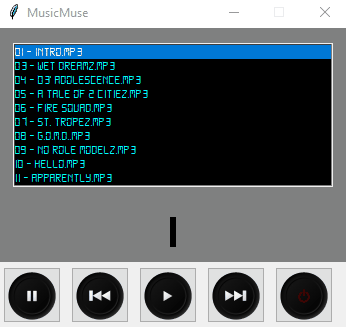 MusicMuse
01 - INTRO.MP3
03 - WET DREAMZ.MP3
04 - 03' ADOLESCENCE.MP3
05 - A TALE OF 2 CITIEZ.MP3
06 - FIRE SQUAD.MP3
07 - ST. TROPEZ.MP3
08 - G.O.M.D..MP3
09 - NO ROLE MODELZ.MP3
10 - HELLO.MP3
11 - APPARENTLY.MP3